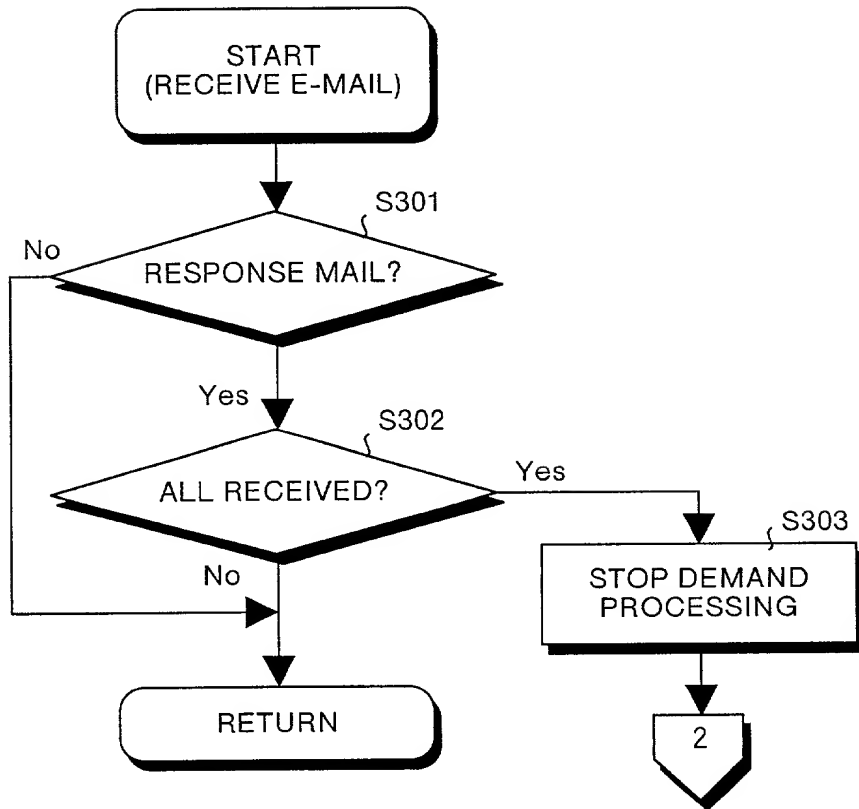 START
(RECEIVE E-MAIL)
S301
No
RESPONSE MAIL?
Yes
S302
ALL RECEIVED?
Yes
No
S303
STOP DEMAND
PROCESSING
RETURN
2